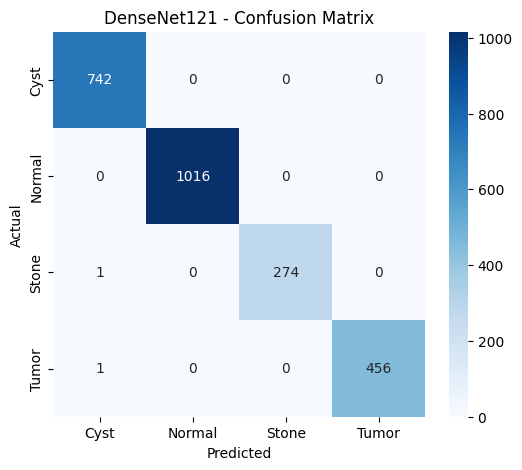 DenseNet121 - Confusion Matrix
Actual
Cyst 742 0 0 0
Normal 0 1016 0 0
Stone 1 0 274 0
Tumor 1 0 0 456
Cyst Normal Stone Tumor
Predicted
1000
800
600
400
200
0